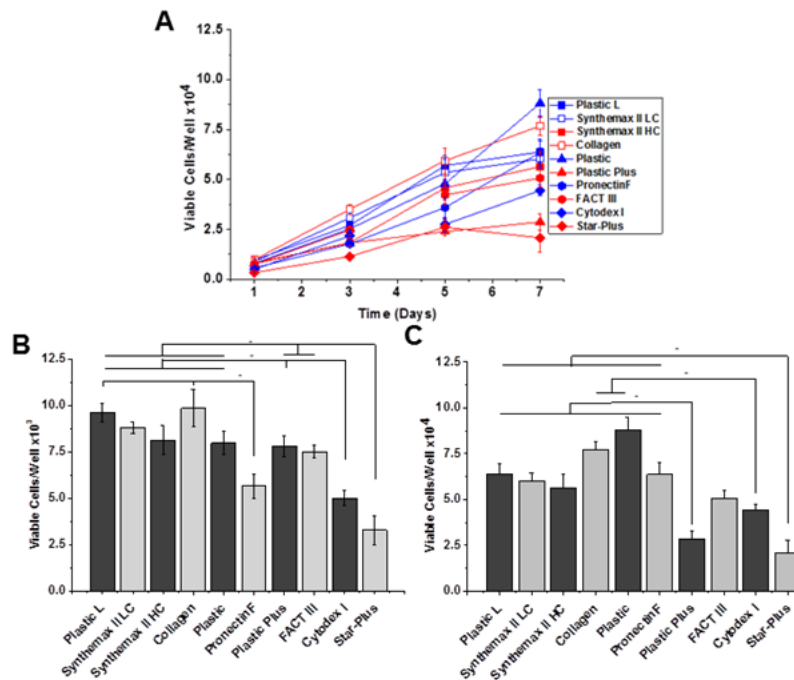 A
Viable Cells/Well x10⁴
12.5
10.0
7.5
5.0
2.5
0.0
1 2 3 4 5 6 7
Time (Days)
Plastic L
Synthemax II LC
Synthemax II HC
Collagen
Plastic
Plastic Plus
PronectinF
FACT III
Cytodex I
Star-Plus
B
Viable Cells/Well x10³
12.5
10.0
7.5
5.0
2.5
0.0
Plastic L
Synthemax II LC
Synthemax II HC
Collagen
Plastic
PronectinF
Plastic Plus
FACT III
Cytodex I
Star-Plus
C
Viable Cells/Well x10⁴
12.5
10.0
7.5
5.0
2.5
0.0
Plastic L
Synthemax II LC
Synthemax II HC
Collagen
Plastic
PronectinF
Plastic Plus
FACT III
Cytodex I
Star-Plus